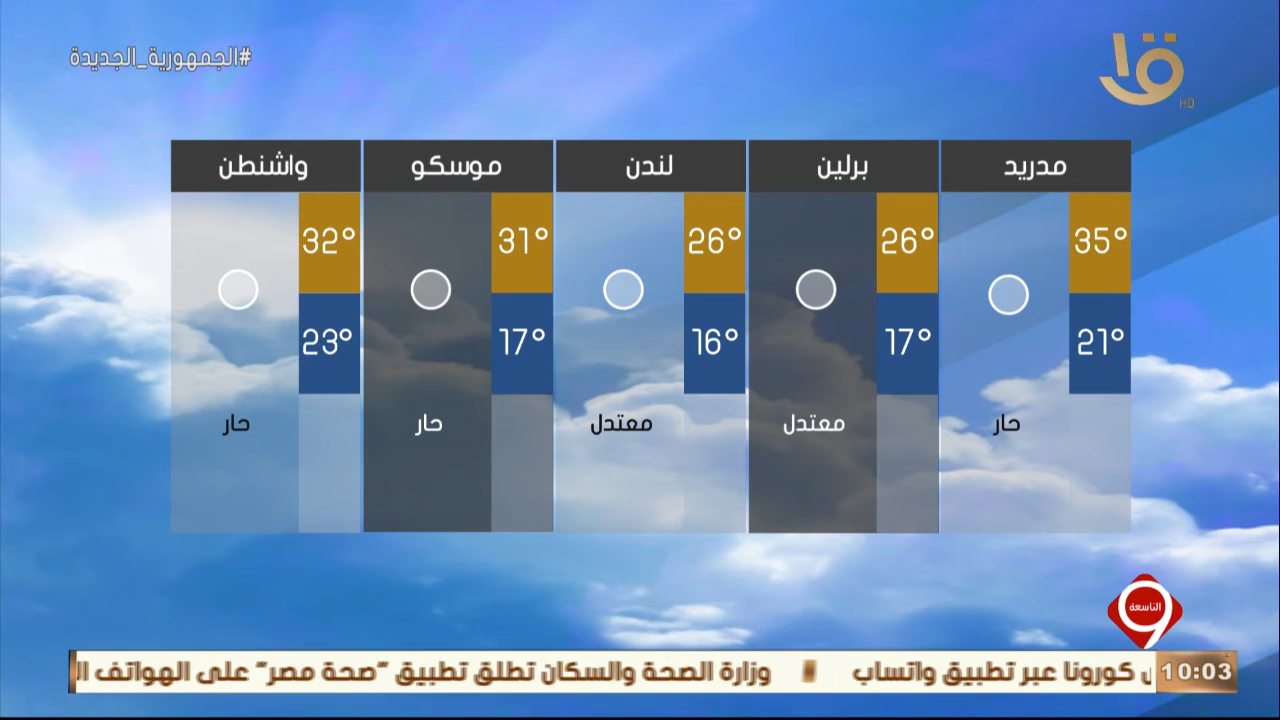 #الجمهورية_الجديدة
HD
مدريد
35°
21°
حار
برلين
26°
17°
معتدل
لندن
26°
16°
معتدل
موسكو
31°
17°
حار
واشنطن
32°
23°
حار
9
التاسعة
كورونا عبر تطبيق واتساب وزارة الصحة والسكان تطلق تطبيق "صحة مصر" على الهواتف
10:03